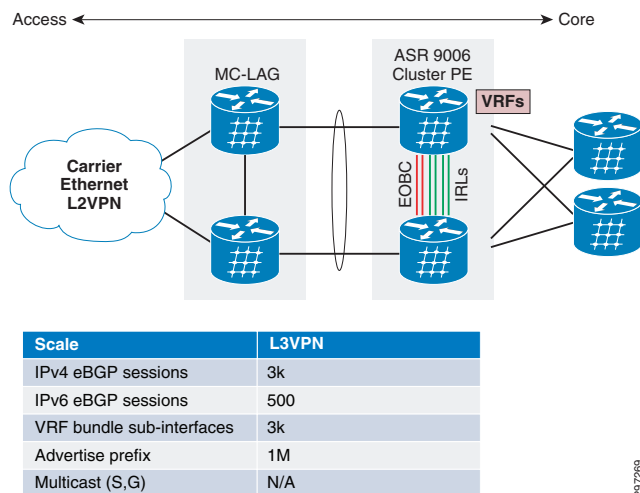 Access
Core
MC-LAG
ASR 9006
Cluster PE
VRFs
Carrier
Ethernet
L2VPN
EOBC
IRLs
Scale L3VPN
IPv4 eBGP sessions 3k
IPv6 eBGP sessions 500
VRF bundle sub-interfaces 3k
Advertise prefix 1M
Multicast (S,G) N/A
297269